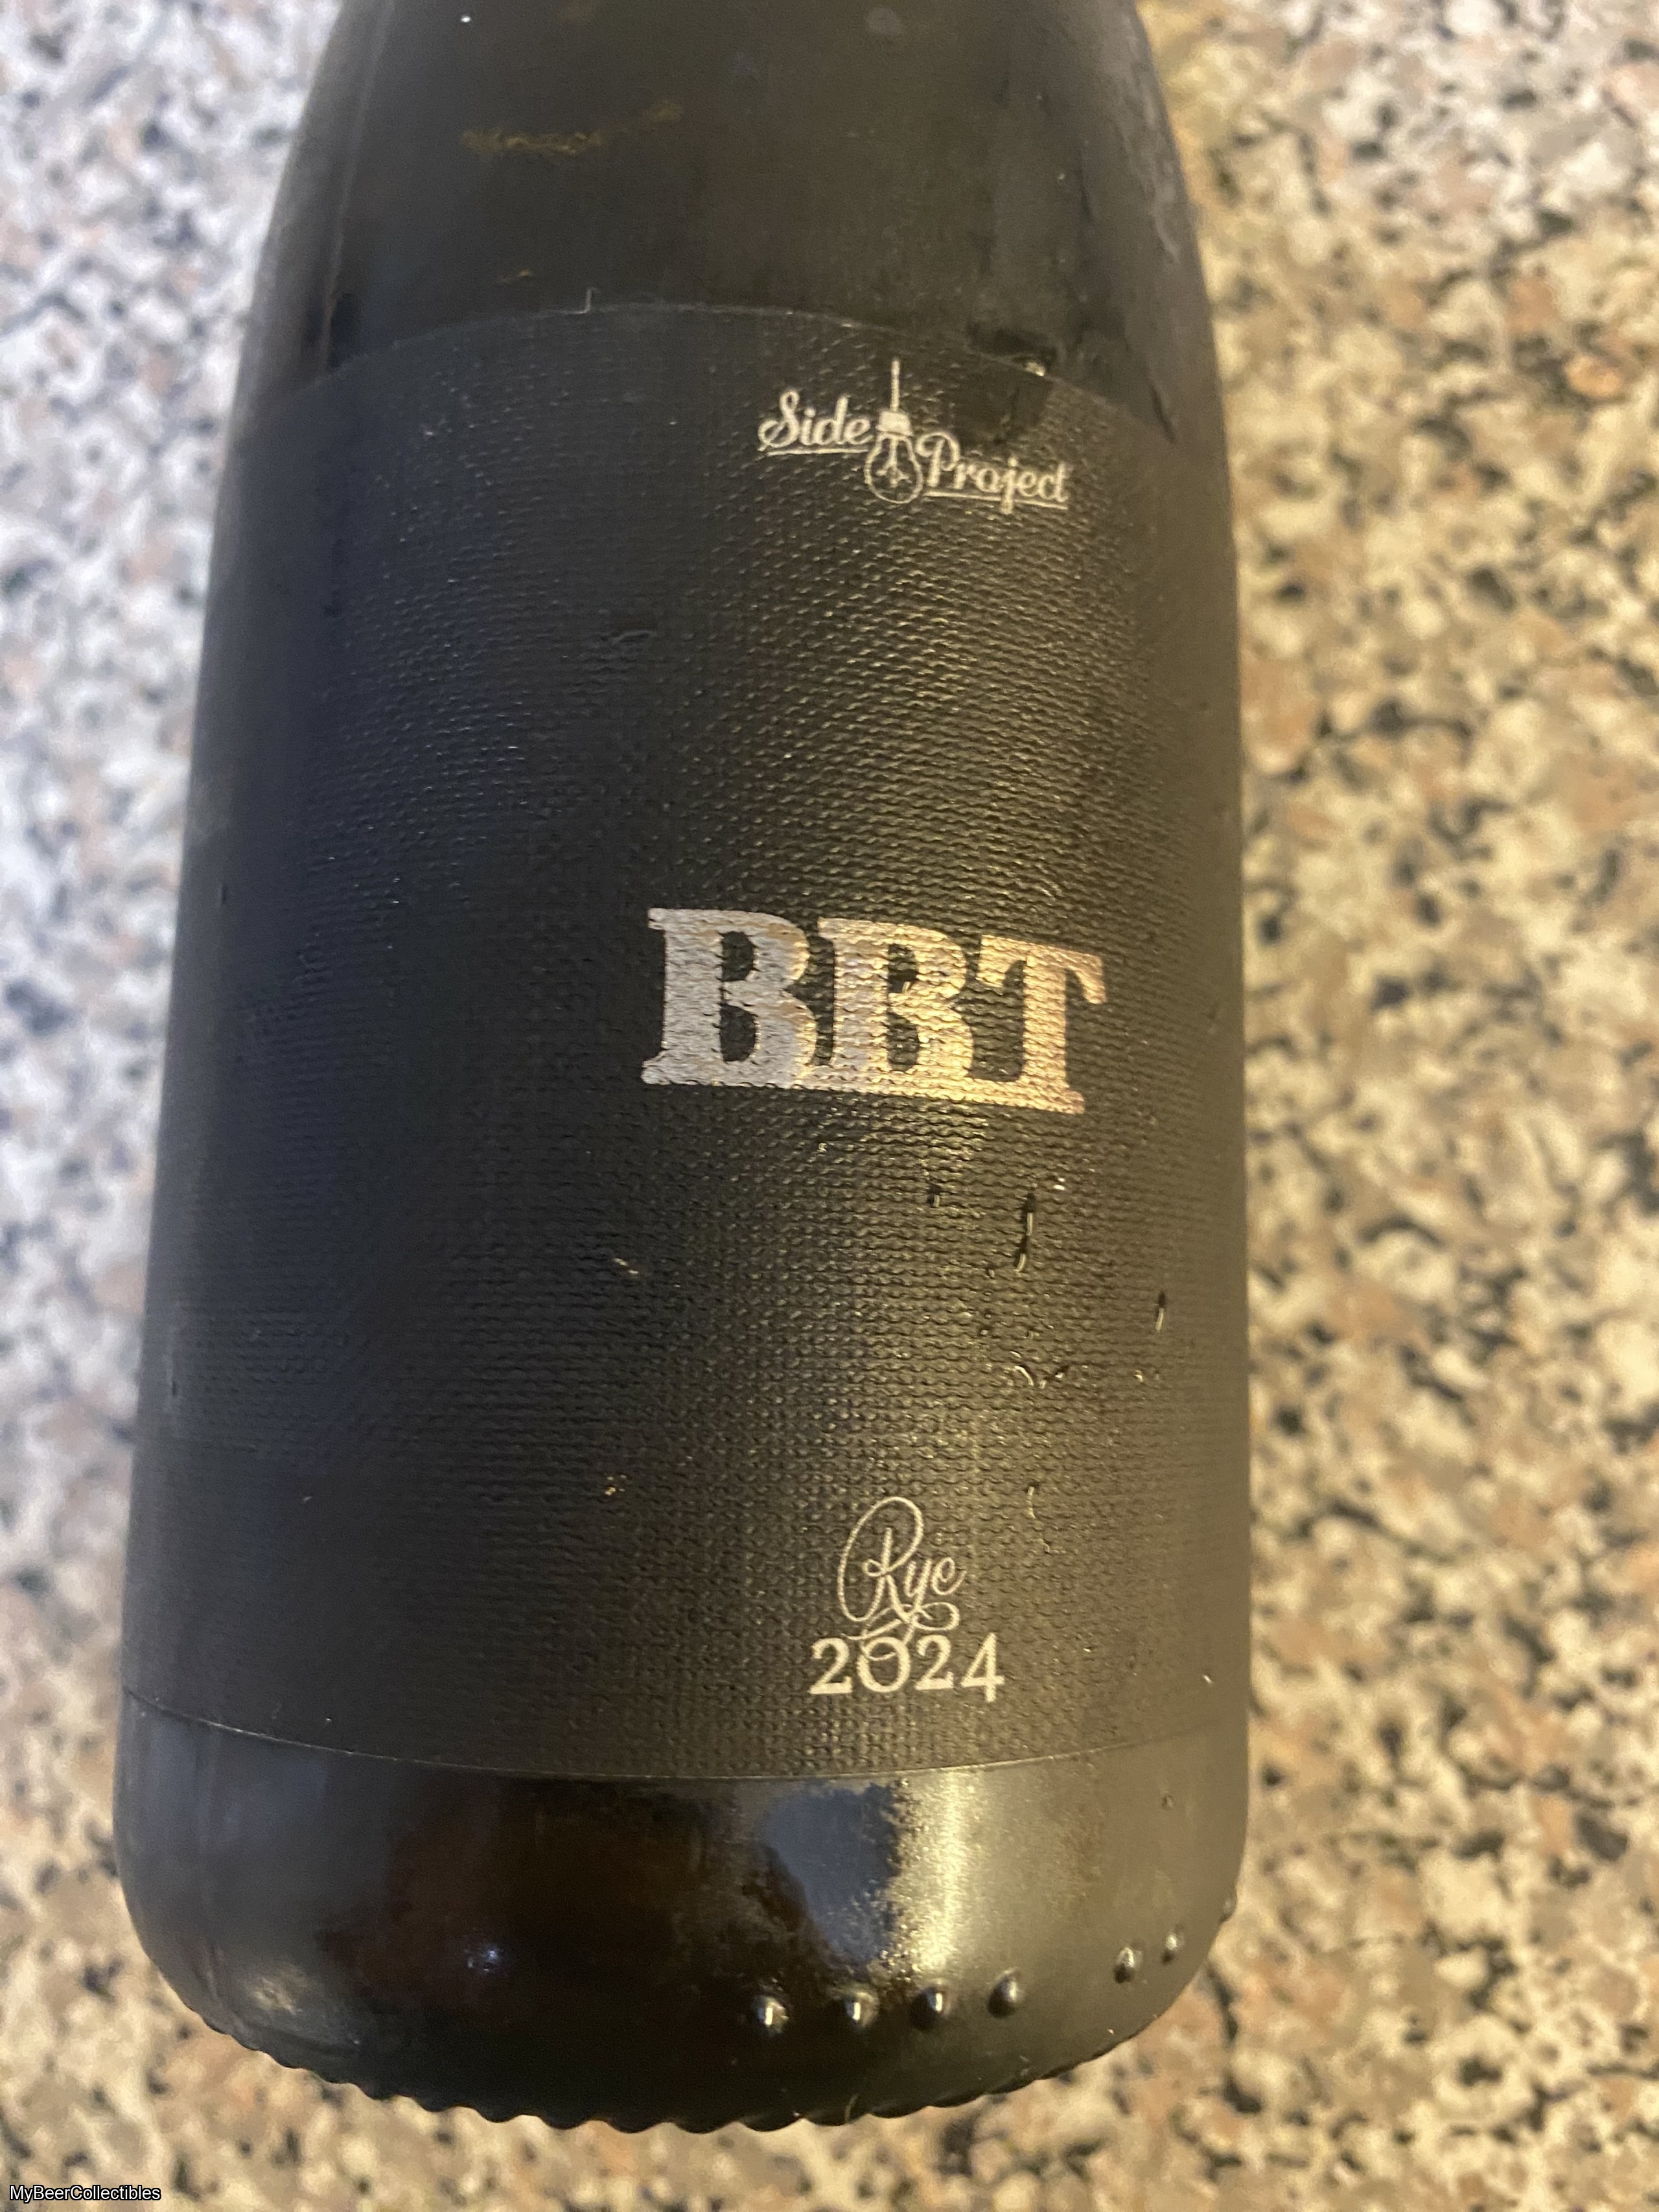 Side Project
BBT
Rye
2024
MyBeerCollectibles